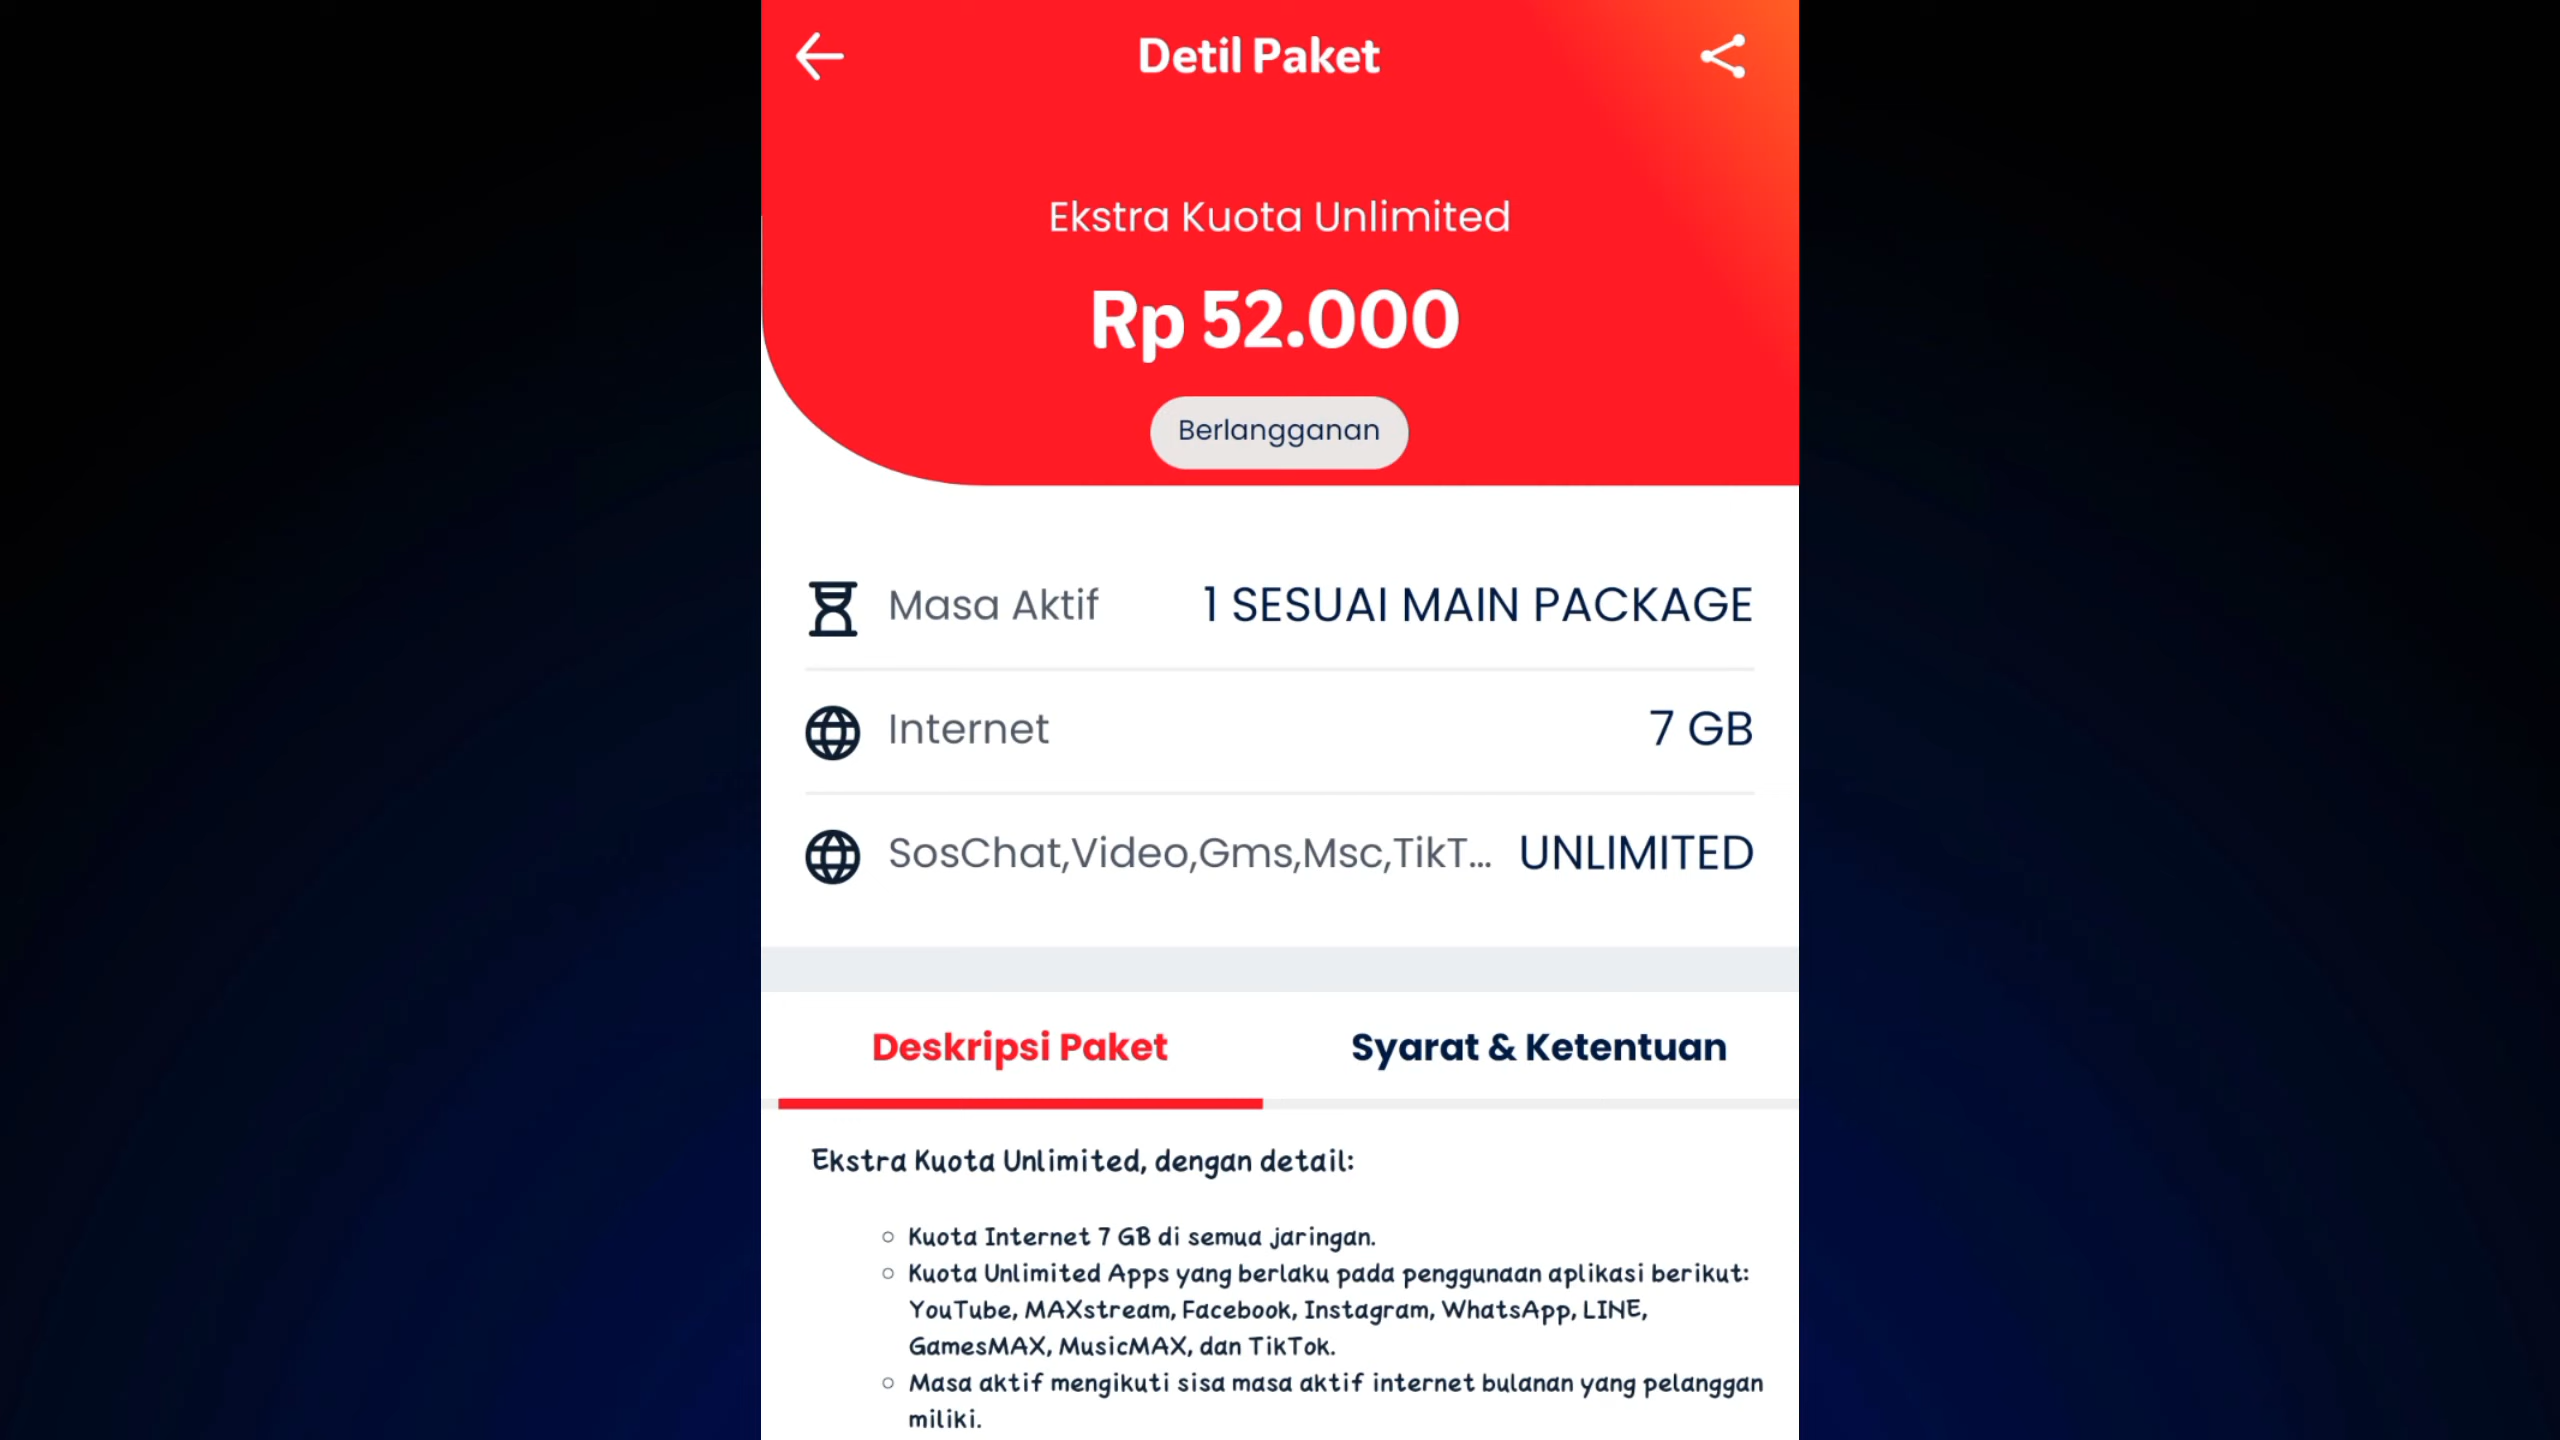 Detil Paket
Ekstra Kuota Unlimited
Rp 52.000
Berlangganan
Masa Aktif 1 SESUAI MAIN PACKAGE
Internet 7 GB
SosChat,Video,Gms,Msc,TikT... UNLIMITED
Deskripsi Paket Syarat & Ketentuan
Ekstra Kuota Unlimited, dengan detail:
Kuota Internet 7 GB di semua jaringan.
Kuota Unlimited Apps yang berlaku pada penggunaan aplikasi berikut:
YouTube, MAXstream, Facebook, Instagram, WhatsApp, LINE,
GamesMAX, MusicMAX, dan TikTok.
Masa aktif mengikuti sisa masa aktif internet bulanan yang pelanggan
miliki.